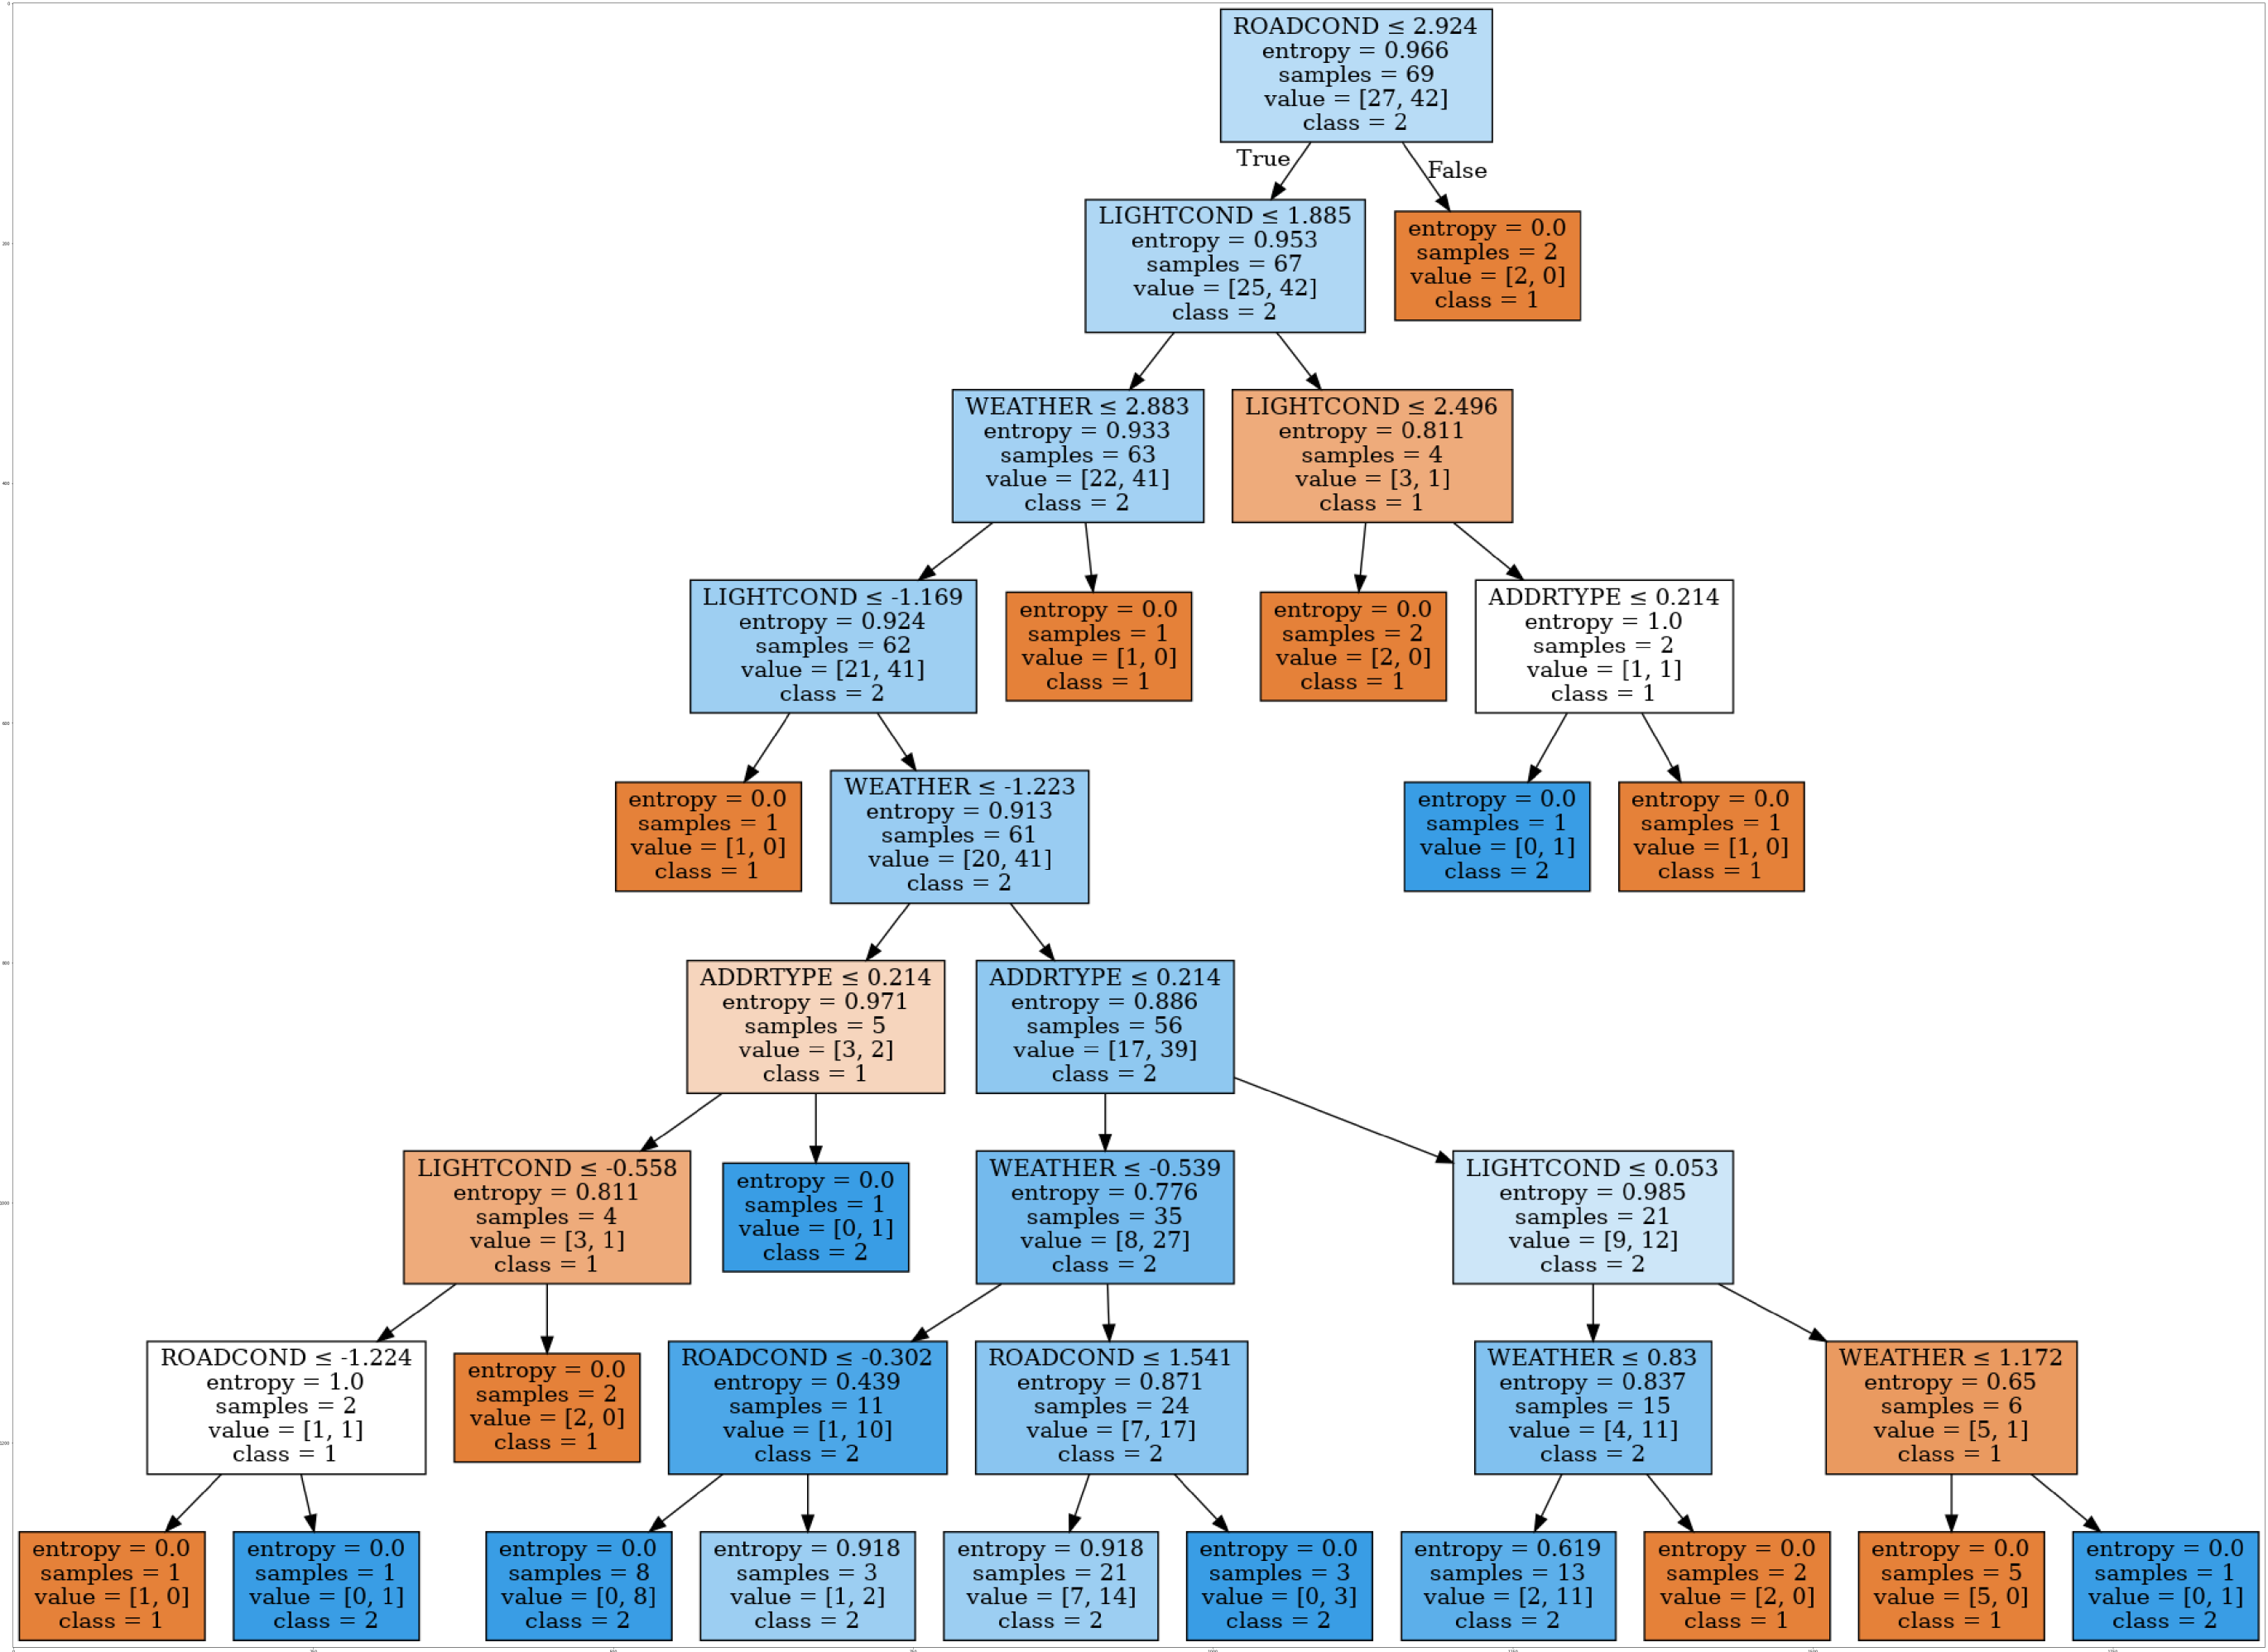 ROADCOND ≤ 2.924
entropy = 0.966
samples = 69
value = [27, 42]
class = 2
True
False
LIGHTCOND ≤ 1.885
entropy = 0.953
samples = 67
value = [25, 42]
class = 2
entropy = 0.0
samples = 2
value = [2, 0]
class = 1
WEATHER ≤ 2.883
entropy = 0.933
samples = 63
value = [22, 41]
class = 2
LIGHTCOND ≤ 2.496
entropy = 0.811
samples = 4
value = [3, 1]
class = 1
LIGHTCOND ≤ -1.169
entropy = 0.924
samples = 62
value = [21, 41]
class = 2
entropy = 0.0
samples = 1
value = [1, 0]
class = 1
entropy = 0.0
samples = 2
value = [2, 0]
class = 1
ADDRTYPE ≤ 0.214
entropy = 1.0
samples = 2
value = [1, 1]
class = 1
entropy = 0.0
samples = 1
value = [1, 0]
class = 1
WEATHER ≤ -1.223
entropy = 0.913
samples = 61
value = [20, 41]
class = 2
entropy = 0.0
samples = 1
value = [0, 1]
class = 2
entropy = 0.0
samples = 1
value = [1, 0]
class = 1
ADDRTYPE ≤ 0.214
entropy = 0.971
samples = 5
value = [3, 2]
class = 1
ADDRTYPE ≤ 0.214
entropy = 0.886
samples = 56
value = [17, 39]
class = 2
LIGHTCOND ≤ -0.558
entropy = 0.811
samples = 4
value = [3, 1]
class = 1
entropy = 0.0
samples = 1
value = [0, 1]
class = 2
WEATHER ≤ -0.539
entropy = 0.776
samples = 35
value = [8, 27]
class = 2
LIGHTCOND ≤ 0.053
entropy = 0.985
samples = 21
value = [9, 12]
class = 2
ROADCOND ≤ -1.224
entropy = 1.0
samples = 2
value = [1, 1]
class = 1
entropy = 0.0
samples = 2
value = [2, 0]
class = 1
ROADCOND ≤ -0.302
entropy = 0.439
samples = 11
value = [1, 10]
class = 2
ROADCOND ≤ 1.541
entropy = 0.871
samples = 24
value = [7, 17]
class = 2
WEATHER ≤ 0.83
entropy = 0.837
samples = 15
value = [4, 11]
class = 2
WEATHER ≤ 1.172
entropy = 0.65
samples = 6
value = [5, 1]
class = 1
entropy = 0.0
samples = 1
value = [1, 0]
class = 1
entropy = 0.0
samples = 1
value = [0, 1]
class = 2
entropy = 0.0
samples = 8
value = [0, 8]
class = 2
entropy = 0.918
samples = 3
value = [1, 2]
class = 2
entropy = 0.918
samples = 21
value = [7, 14]
class = 2
entropy = 0.0
samples = 3
value = [0, 3]
class = 2
entropy = 0.619
samples = 13
value = [2, 11]
class = 2
entropy = 0.0
samples = 2
value = [2, 0]
class = 1
entropy = 0.0
samples = 5
value = [5, 0]
class = 1
entropy = 0.0
samples = 1
value = [0, 1]
class = 2